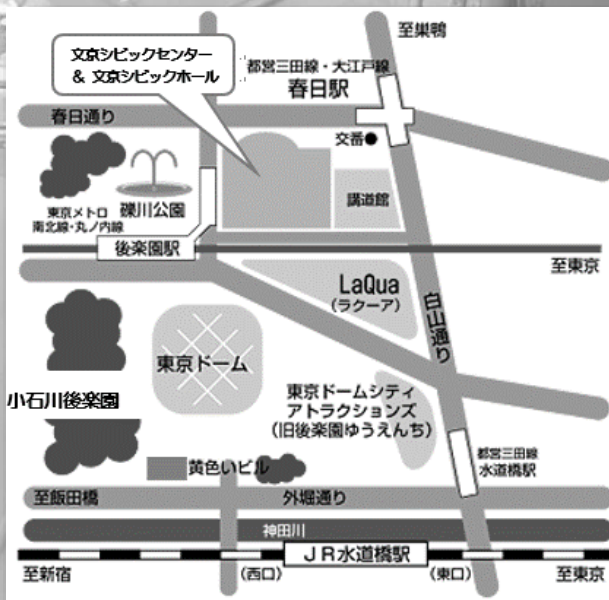 至巣鴨
文京シビックセンター
& 文京シビックホール
都営三田線・大江戸線
春日駅
春日通り
交番
東京メトロ
南北線・丸ノ内線
礫川公園
講道館
後楽園駅
至東京
LaQua
(ラクーア)
白山通り
東京ドーム
小石川後楽園
東京ドームシティ
アトラクションズ
(旧後楽園ゆうえんち)
都営三田線
水道橋駅
黄色いビル
至飯田橋
外堀通り
神田川
JR水道橋駅
至新宿
(西口)
(東口)
至東京